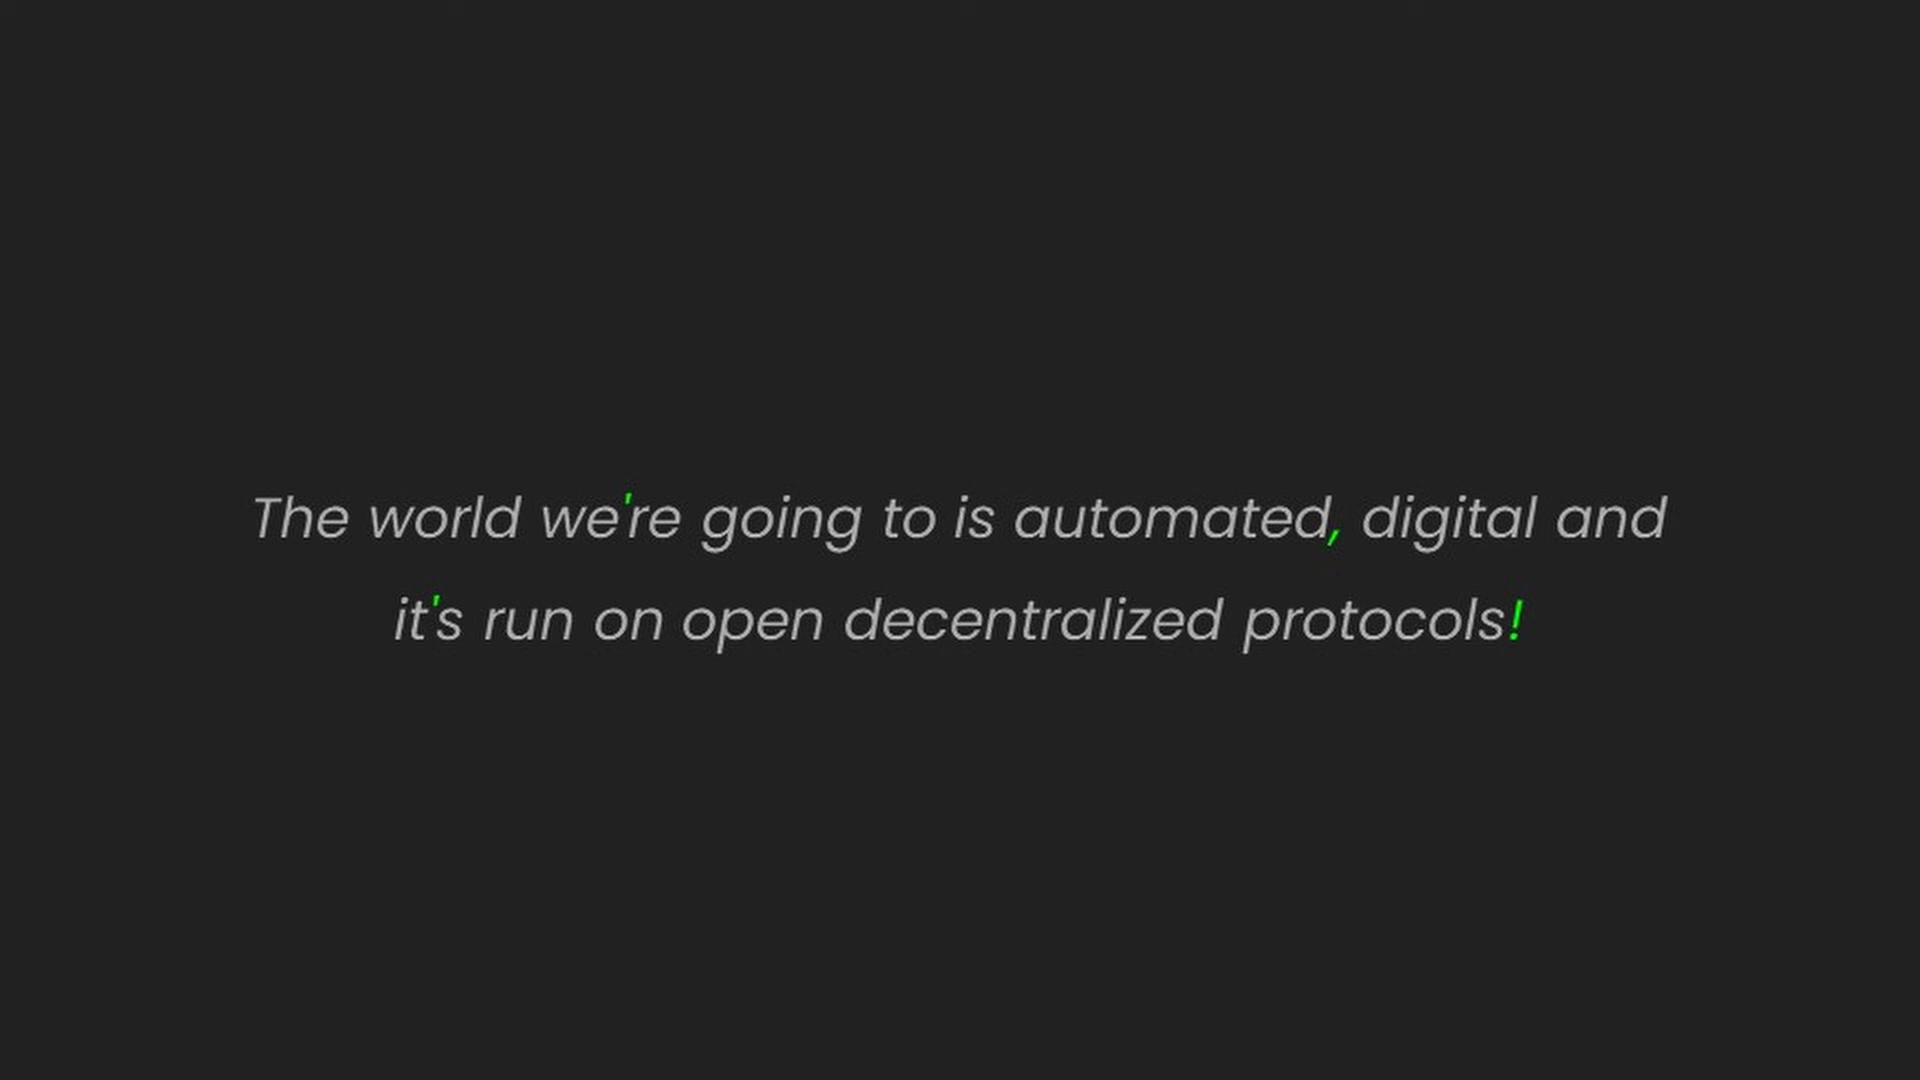 The world we're going to is automated, digital and
it's run on open decentralized protocols!